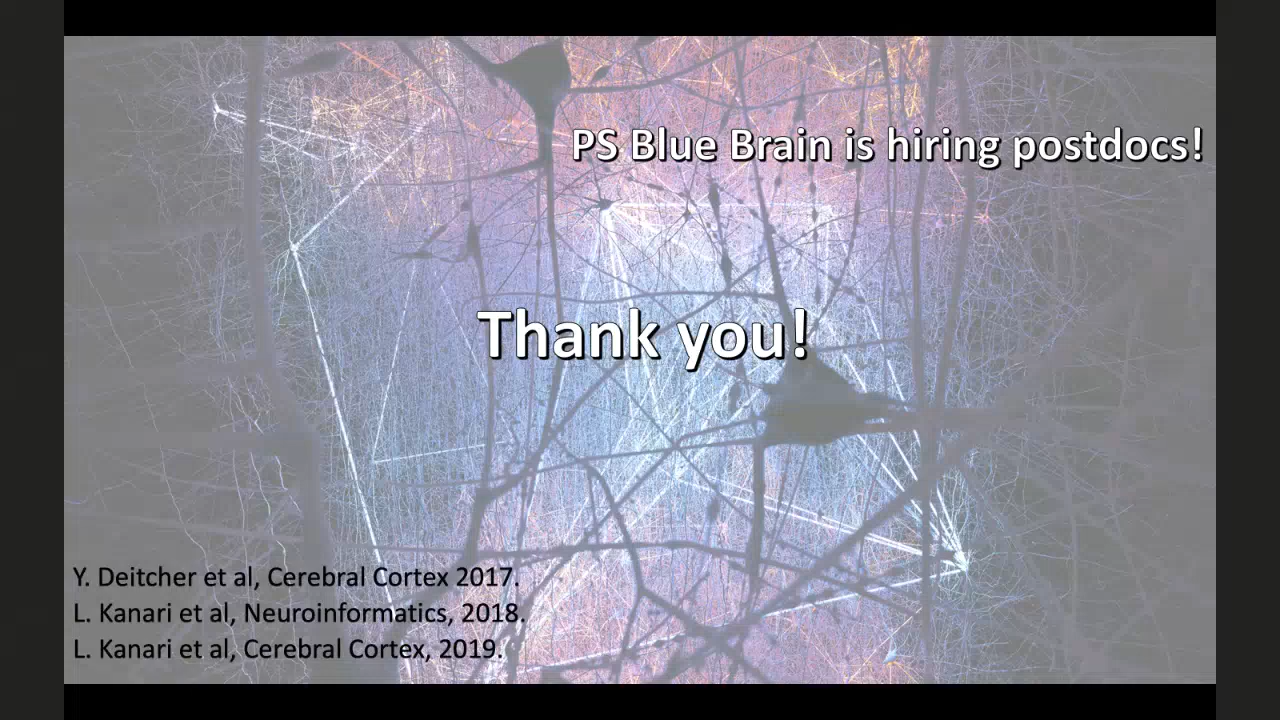 PS Blue Brain is hiring postdocs!
Thank you!
Y. Deitcher et al, Cerebral Cortex 2017.
L. Kanari et al, Neuroinformatics, 2018.
L. Kanari et al, Cerebral Cortex, 2019.